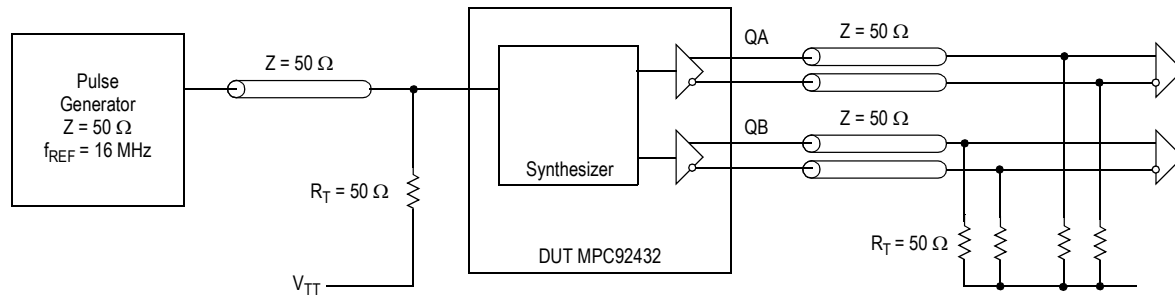 Pulse
Generator
Z = 50 Ω
fREF = 16 MHz
Z = 50 Ω
RT = 50 Ω
VTT
Synthesizer
DUT MPC92432
QA
Z = 50 Ω
QB
Z = 50 Ω
RT = 50 Ω